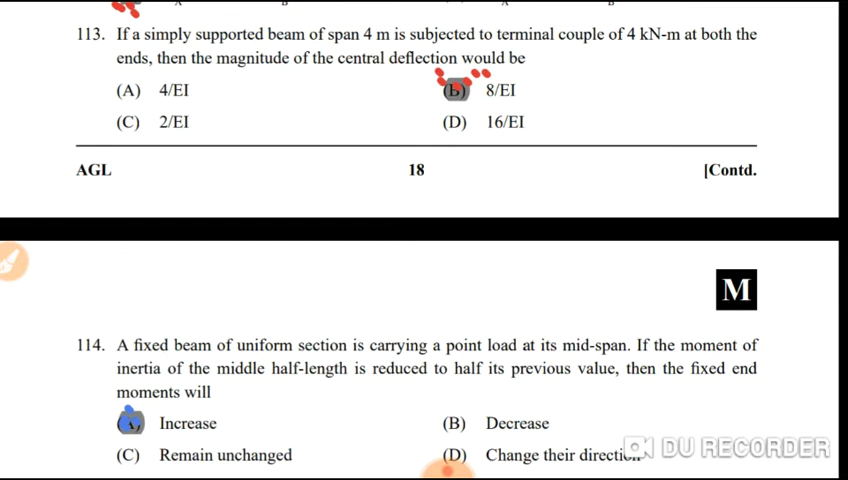 113. If a simply supported beam of span 4 m is subjected to terminal couple of 4 kN-m at both the
ends, then the magnitude of the central deflection would be
(A) 4/EI (B) 8/EI
(C) 2/EI (D) 16/EI
AGL 18 [Contd.
M
114. A fixed beam of uniform section is carrying a point load at its mid-span. If the moment of
inertia of the middle half-length is reduced to half its previous value, then the fixed end
moments will
(A) Increase (B) Decrease
(C) Remain unchanged (D) Change their direction
DU RECORDER